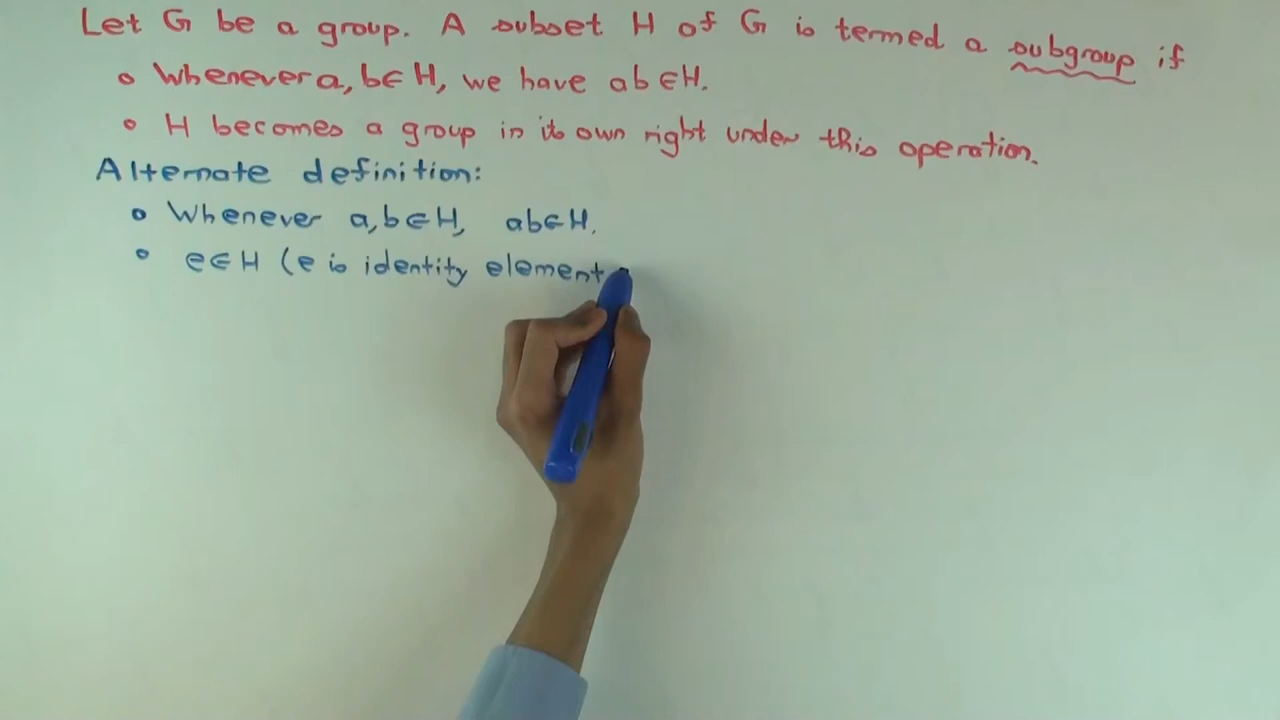 Let G be a group. A subset H of G is termed a subgroup if
o Whenever a, b ∈ H, we have ab ∈ H.
o H becomes a group in its own right under this operation.
Alternate definition:
o Whenever a, b ∈ H, ab ∈ H.
o e ∈ H (e is identity element